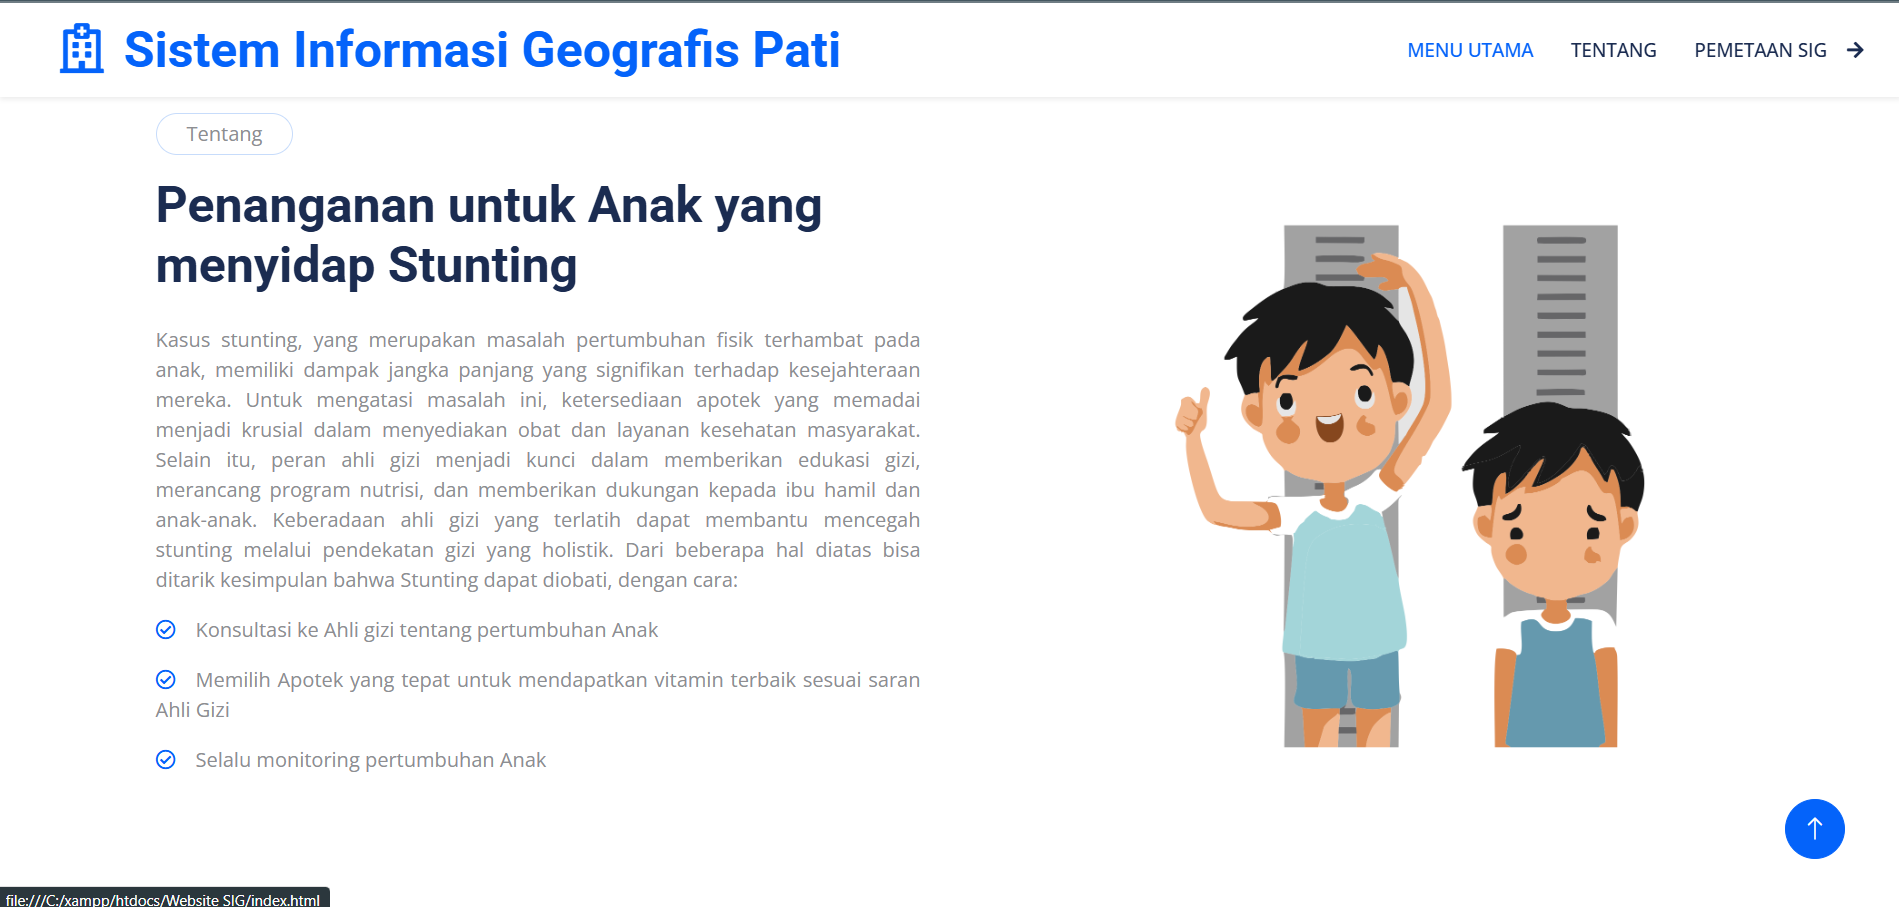 Sistem Informasi Geografis Pati
MENU UTAMA TENTANG PEMETAAN SIG
Tentang
Penanganan untuk Anak yang
menyidap Stunting
Kasus stunting, yang merupakan masalah pertumbuhan fisik terhambat pada
anak, memiliki dampak jangka panjang yang signifikan terhadap kesejahteraan
mereka. Untuk mengatasi masalah ini, ketersediaan apotek yang memadai
menjadi krusial dalam menyediakan obat dan layanan kesehatan masyarakat.
Selain itu, peran ahli gizi menjadi kunci dalam memberikan edukasi gizi,
merancang program nutrisi, dan memberikan dukungan kepada ibu hamil dan
anak-anak. Keberadaan ahli gizi yang terlatih dapat membantu mencegah
stunting melalui pendekatan gizi yang holistik. Dari beberapa hal diatas bisa
ditarik kesimpulan bahwa Stunting dapat diobati, dengan cara:
Konsultasi ke Ahli gizi tentang pertumbuhan Anak
Memilih Apotek yang tepat untuk mendapatkan vitamin terbaik sesuai saran
Ahli Gizi
Selalu monitoring pertumbuhan Anak
file:///C:/xampp/htdocs/Website SIG/index.html